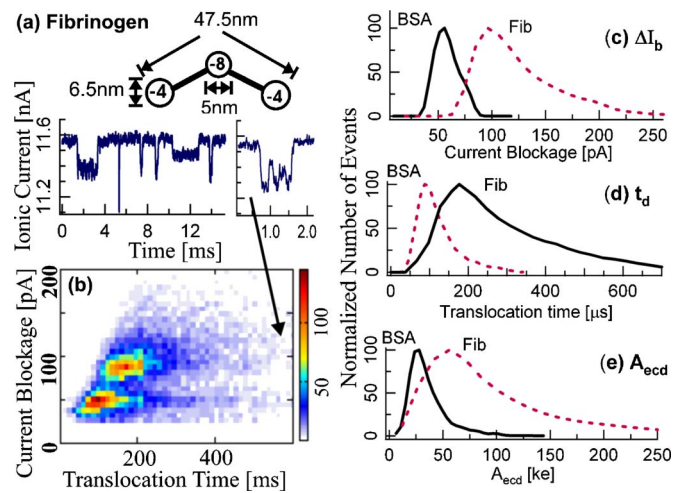 (a) Fibrinogen
47.5nm
-8
-4
-4
6.5nm
5nm
Ionic Current [nA]
11.6
11.2
0 4 8 12
1.0 2.0
Time [ms]
(b)
Current Blockage [pA]
200
100
0
200 400
Translocation Time [ms]
100
50
Normalized Number of Events
BSA
Fib
(c) ΔIb
100
50
0
50 100 150 200 250
Current Blockage [pA]
BSA
Fib
(d) td
100
50
0
0 200 400 600
Translocation time [µs]
BSA
Fib
(e) Aecd
100
50
0
0 50 100 150 200 250
Aecd [ke]